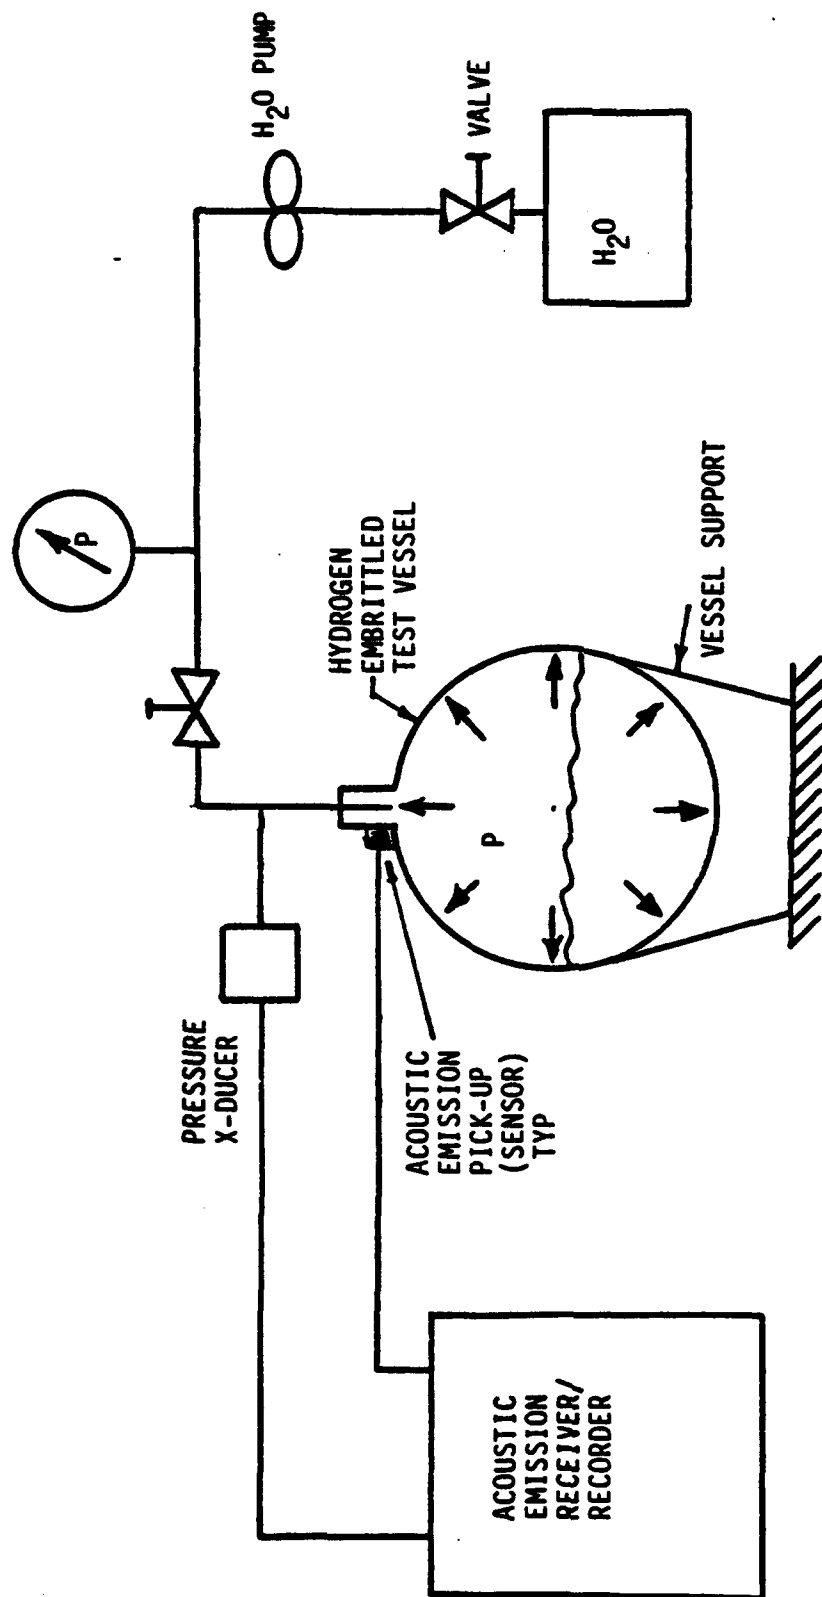 P
H₂O PUMP
VALVE
H₂O
HYDROGEN
EMBRITTLED
TEST VESSEL
P
VESSEL SUPPORT
PRESSURE
X-DUCER
ACOUSTIC
EMISSION
PICK-UP
(SENSOR)
TYP
ACOUSTIC
EMISSION
RECEIVER/
RECORDER